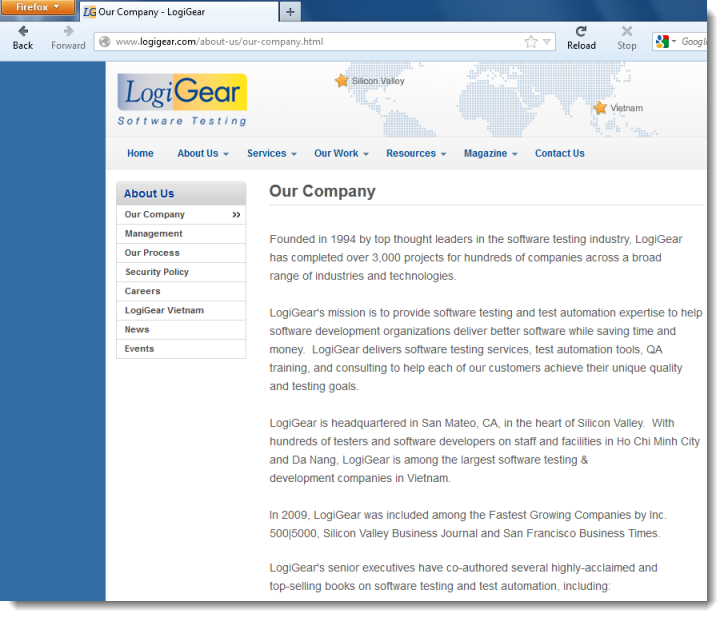 Firefox
LG Our Company - LogiGear
+
Back
Forward
www.logigear.com/about-us/our-company.html
Reload
Stop
Google
LogiGear
Software Testing
Silicon Valley
Vietnam
Home About Us Services Our Work Resources Magazine Contact Us
About Us
Our Company »
Management
Our Process
Security Policy
Careers
LogiGear Vietnam
News
Events
Our Company
Founded in 1994 by top thought leaders in the software testing industry, LogiGear
has completed over 3,000 projects for hundreds of companies across a broad
range of industries and technologies.
LogiGear's mission is to provide software testing and test automation expertise to help
software development organizations deliver better software while saving time and
money.  LogiGear delivers software testing services, test automation tools, QA
training, and consulting to help each of our customers achieve their unique quality
and testing goals.
LogiGear is headquartered in San Mateo, CA, in the heart of Silicon Valley.  With
hundreds of testers and software developers on staff and facilities in Ho Chi Minh City
and Da Nang, LogiGear is among the largest software testing &
development companies in Vietnam.
In 2009, LogiGear was included among the Fastest Growing Companies by Inc.
500|5000, Silicon Valley Business Journal and San Francisco Business Times.
LogiGear's senior executives have co-authored several highly-acclaimed and
top-selling books on software testing and test automation, including: